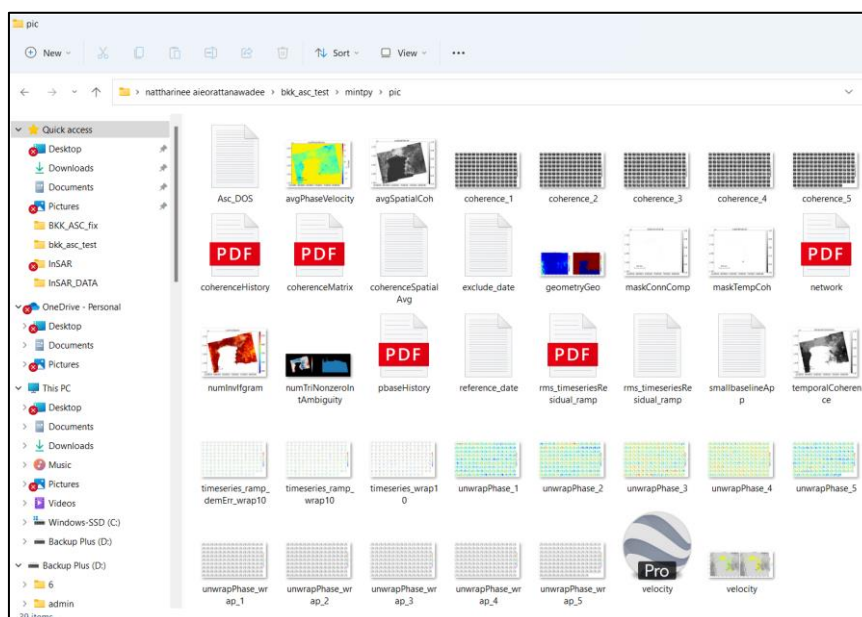 pic
New
Sort
View
nattharinee aieorattanawadee > bkk_asc_test > mintpy > pic
Quick access
Desktop
Downloads
Documents
Pictures
BKK_ASC_fix
bkk_asc_test
InSAR
InSAR_DATA
OneDrive - Personal
Desktop
Documents
Pictures
This PC
Desktop
Documents
Downloads
Music
Pictures
Videos
Windows-SSD (C:)
Backup Plus (D:)
Backup Plus (D:)
6
admin
39 items
Asc_DOS avgPhaseVelocity avgSpatialCoh coherence_1 coherence_2 coherence_3 coherence_4 coherence_5
PDF PDF PDF
coherenceHistory coherenceMatrix coherenceSpatial exclude_date geometryGeo maskConnComp maskTempCoh network
Avg
PDF PDF
numInvIfgram numTriNonzeroIn pbaseHistory reference_date rms_timeseriesRe rms_timeseriesRe smallbaselineAp temporalCoheren
tAmbiguity sidual_ramp sidual_ramp p ce
timeseries_ramp_ timeseries_ramp_ timeseries_wrap1 unwrapPhase_1 unwrapPhase_2 unwrapPhase_3 unwrapPhase_4 unwrapPhase_5
demErr_wrap10 wrap10 0
Pro
unwrapPhase_wr unwrapPhase_wr unwrapPhase_wr unwrapPhase_wr unwrapPhase_wr velocity velocity
ap_1 ap_2 ap_3 ap_4 ap_5